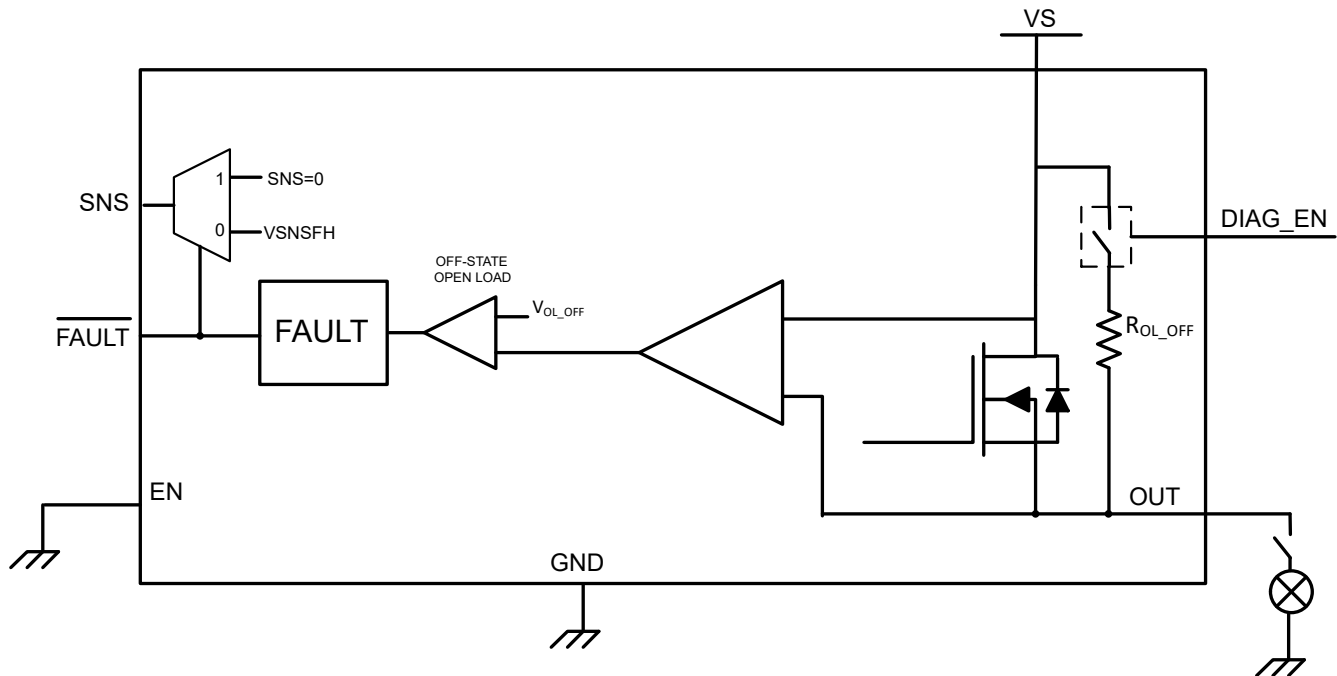 VS
1
SNS=0
SNS
0
VSNSFH
DIAG_EN
OFF-STATE
OPEN LOAD
VOL_OFF
FAULT
FAULT
ROL_OFF
EN
OUT
GND